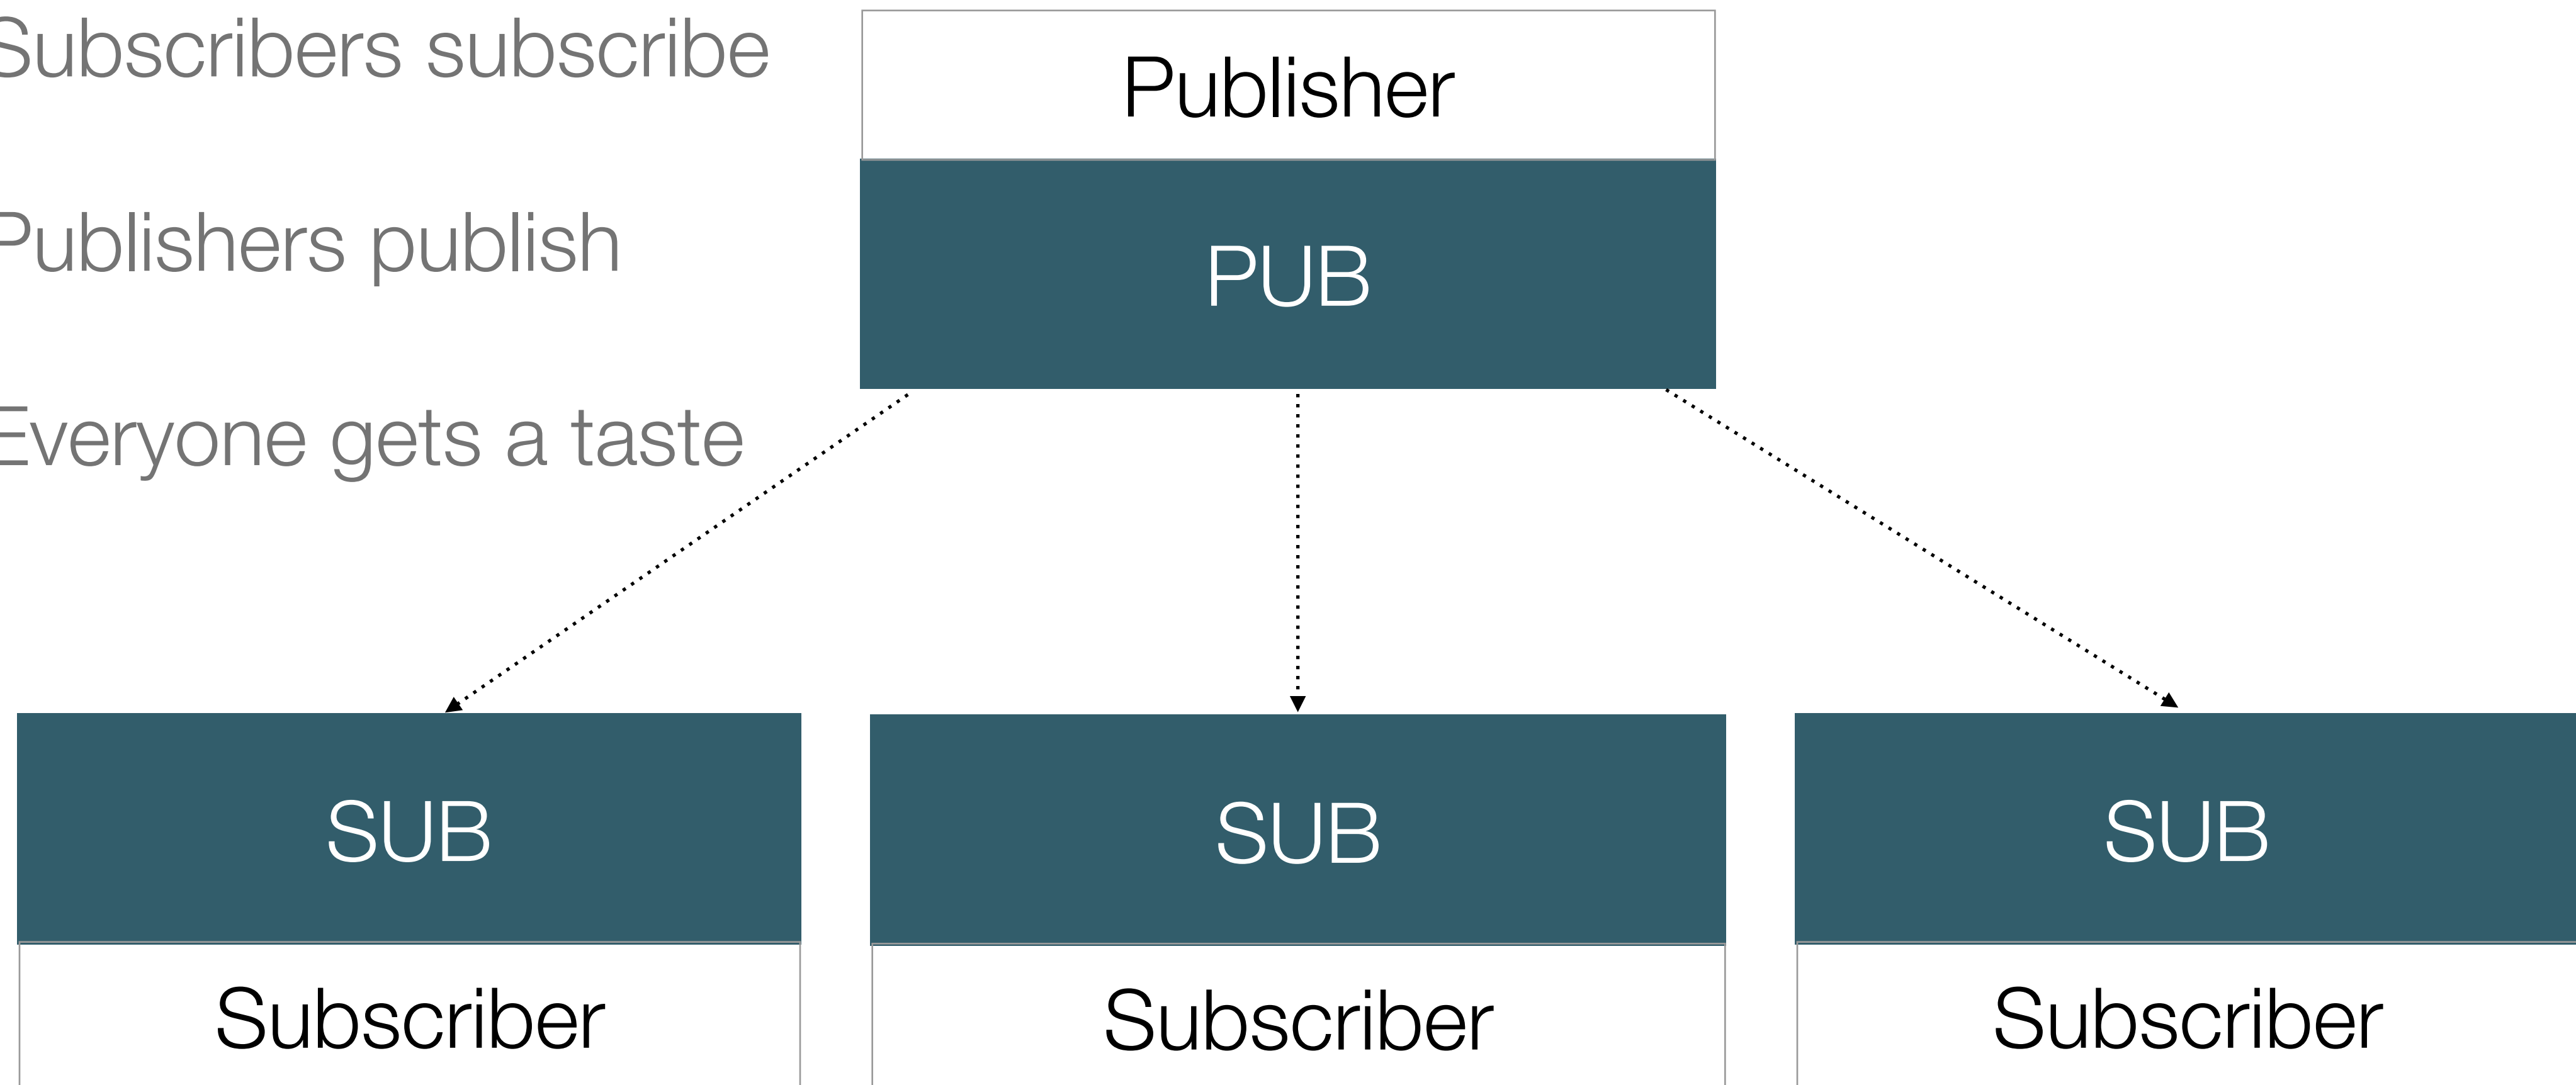 Subscribers subscribe
Publisher
Publishers publish
PUB
Everyone gets a taste
SUB
SUB
SUB
Subscriber
Subscriber
Subscriber